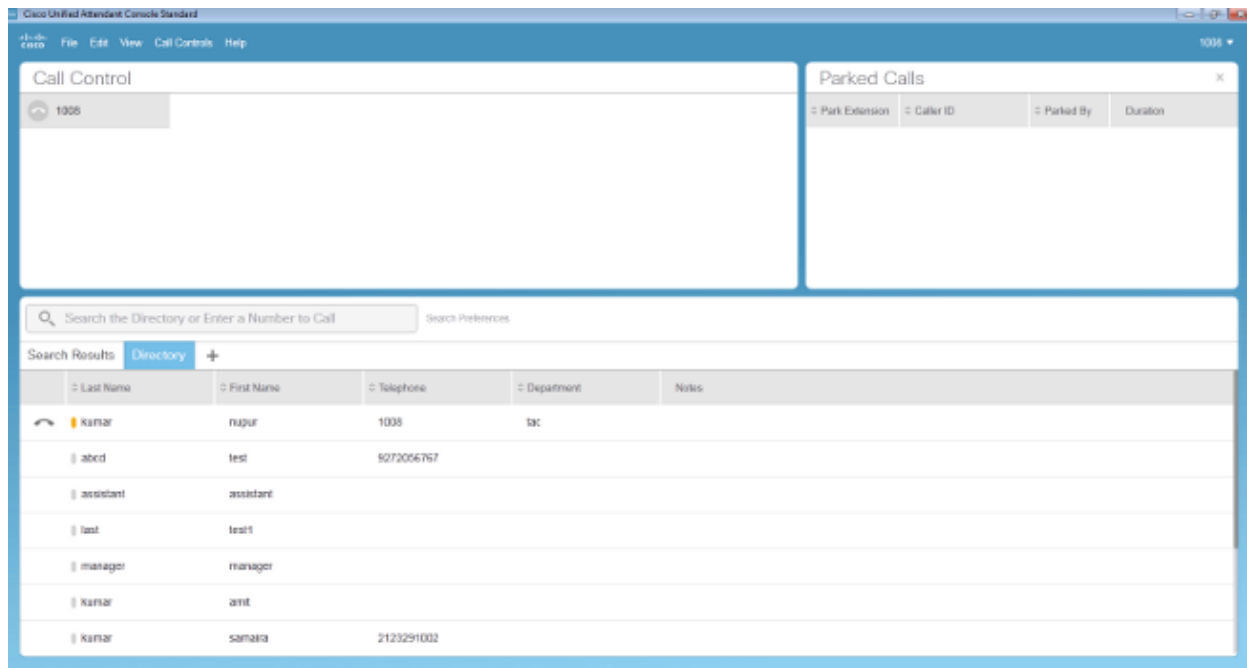 Cisco Unified Attendant Console Standard
cisco File Edit View Call Controls Help 1008
Call Control
1008
Parked Calls
Park Extension Caller ID Parked By Duration
Search the Directory or Enter a Number to Call Search Preferences
Search Results Directory +
Last Name First Name Telephone Department Notes
kumar nupur 1008 tac
abcd test 9272056767
assistant assistant
last test1
manager manager
kumar amit
kumar samaira 2123291002